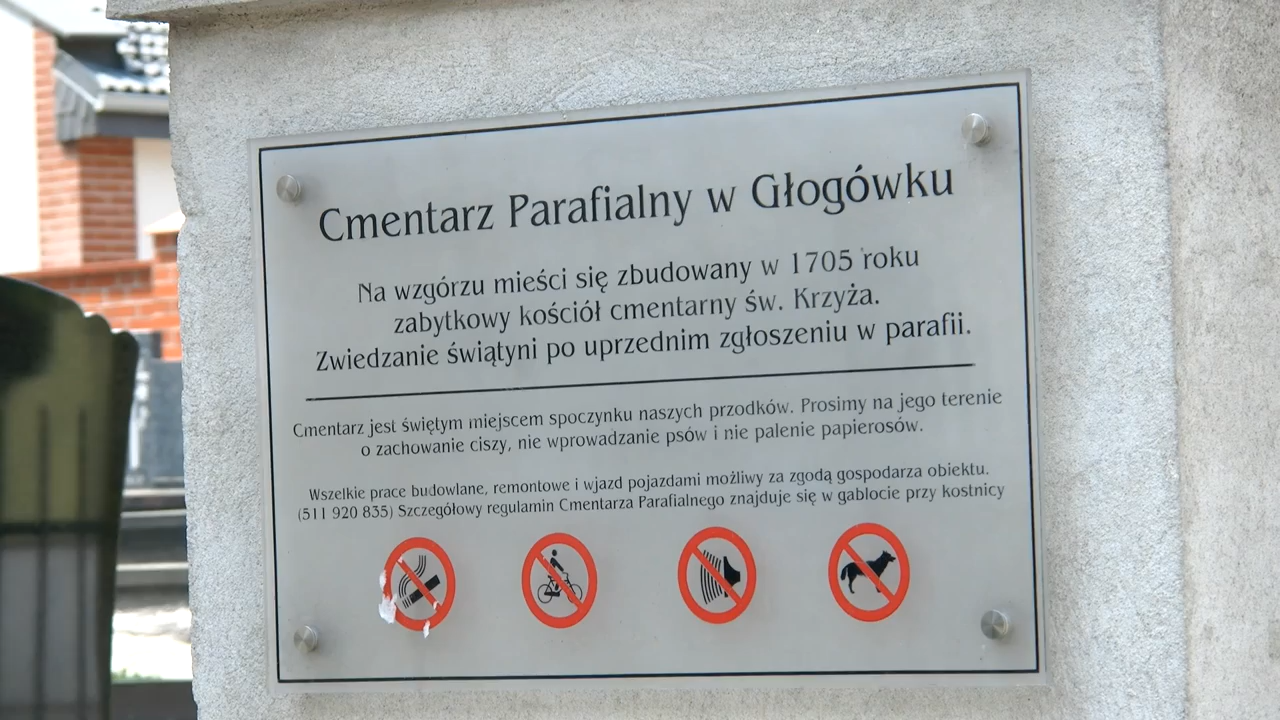 Cmentarz Parafialny w Głogówku
Na wzgórzu mieści się zbudowany w 1705 roku
zabytkowy kościół cmentarny św. Krzyża.
Zwiedzanie świątyni po uprzednim zgłoszeniu w parafii.
Cmentarz jest świętym miejscem spoczynku naszych przodków. Prosimy na jego terenie
o zachowanie ciszy, nie wprowadzanie psów i nie palenie papierosów.
Wszelkie prace budowlane, remontowe i wjazd pojazdami możliwy za zgodą gospodarza obiektu.
(511 920 835) Szczegółowy regulamin Cmentarza Parafialnego znajduje się w gablocie przy kostnicy